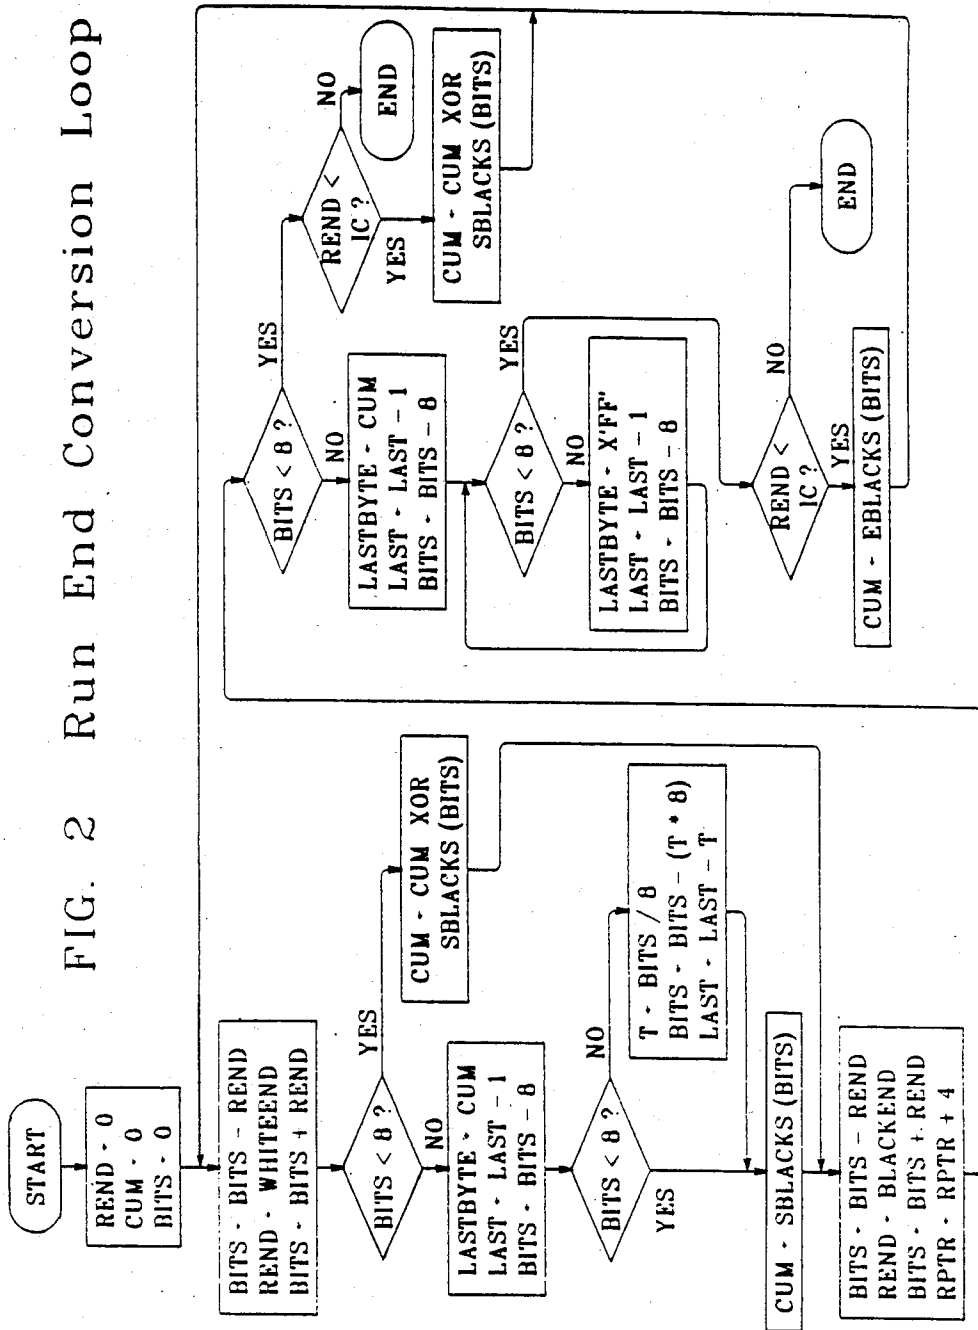 FIG. 2 Run End Conversion Loop
START
REND - 0
CUM - 0
BITS - 0
BITS - BITS - REND
REND - WHITEEND
BITS - BITS + REND
BITS < 8 ?
YES
NO
CUM - CUM XOR
SBLACKS (BITS)
LASTBYTE - CUM
LAST - LAST - 1
BITS - BITS - 8
BITS < 8 ?
NO
YES
T - BITS / 8
BITS - BITS - (T * 8)
LAST - LAST - T
CUM - SBLACKS (BITS)
BITS - BITS - REND
REND - BLACKEND
BITS - BITS + REND
RPTR - RPTR + 4
BITS < 8 ?
YES
NO
REND <
IC ?
NO
YES
END
CUM - CUM XOR
SBLACKS (BITS)
LASTBYTE - CUM
LAST - LAST - 1
BITS - BITS - 8
BITS < 8 ?
YES
NO
LASTBYTE - X'FF'
LAST - LAST - 1
BITS - BITS - 8
REND <
IC ?
NO
YES
END
CUM - EBLACKS (BITS)